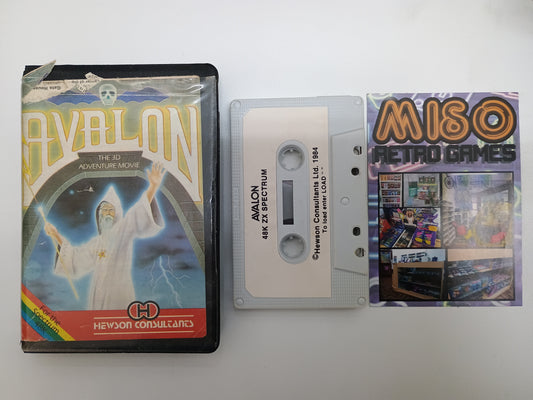 AVALON
THE 3D
ADVENTURE MOVIE
HEWSON CONSULTANTS
AVALON
48K ZX SPECTRUM
©Hewson Consultants Ltd. 1984
To load enter LOAD " "
MISO
RETRO GAMES